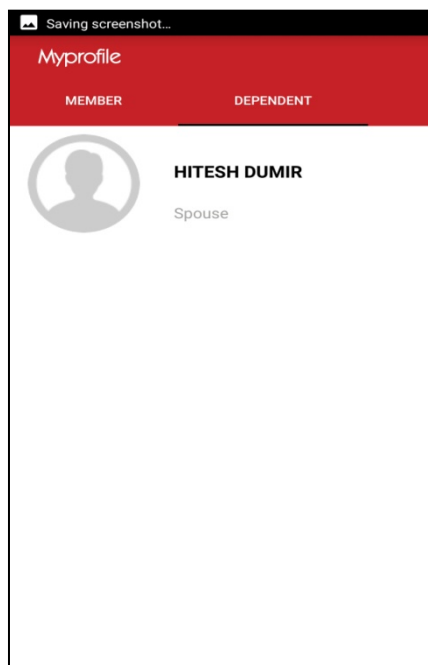 Saving screenshot...
Myprofile
MEMBER DEPENDENT
HITESH DUMIR
Spouse